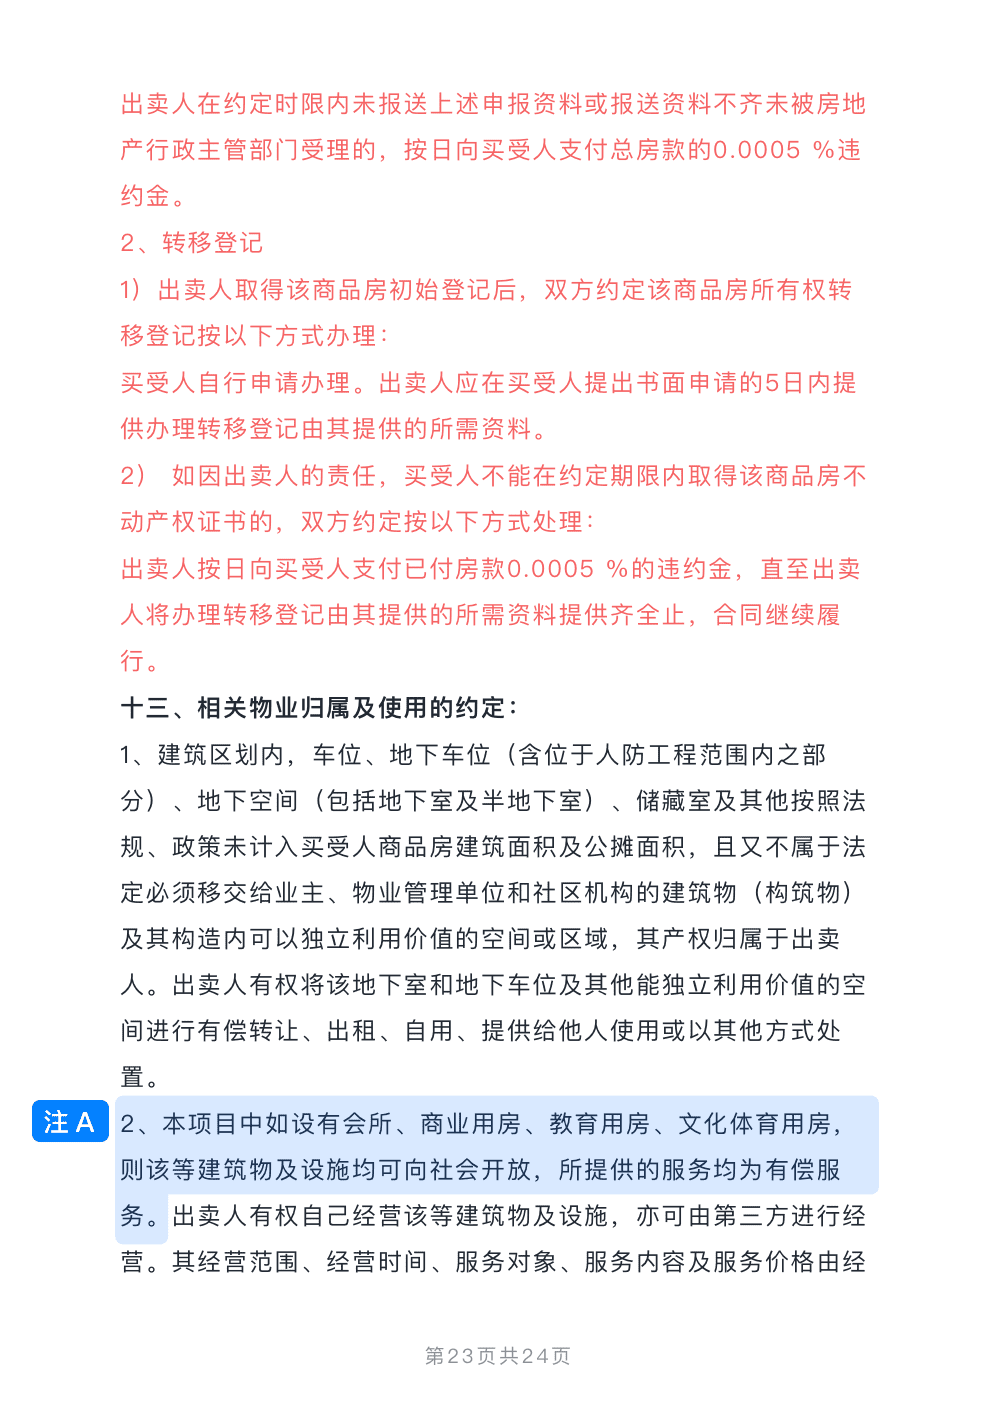 出卖人在约定时限内未报送上述申报资料或报送资料不齐未被房地
产行政主管部门受理的，按日向买受人支付总房款的0.0005 %违
约金。
2、转移登记
1）出卖人取得该商品房初始登记后，双方约定该商品房所有权转
移登记按以下方式办理：
买受人自行申请办理。出卖人应在买受人提出书面申请的5日内提
供办理转移登记由其提供的所需资料。
2） 如因出卖人的责任，买受人不能在约定期限内取得该商品房不
动产权证书的，双方约定按以下方式处理：
出卖人按日向买受人支付已付房款0.0005 %的违约金，直至出卖
人将办理转移登记由其提供的所需资料提供齐全止，合同继续履
行。
十三、相关物业归属及使用的约定：
1、建筑区划内，车位、地下车位（含位于人防工程范围内之部
分）、地下空间（包括地下室及半地下室）、储藏室及其他按照法
规、政策未计入买受人商品房建筑面积及公摊面积，且又不属于法
定必须移交给业主、物业管理单位和社区机构的建筑物（构筑物）
及其构造内可以独立利用价值的空间或区域，其产权归属于出卖
人。出卖人有权将该地下室和地下车位及其他能独立利用价值的空
间进行有偿转让、出租、自用、提供给他人使用或以其他方式处
置。
注 A
2、本项目中如设有会所、商业用房、教育用房、文化体育用房，
则该等建筑物及设施均可向社会开放，所提供的服务均为有偿服
务。出卖人有权自己经营该等建筑物及设施，亦可由第三方进行经
营。其经营范围、经营时间、服务对象、服务内容及服务价格由经
第23页共24页